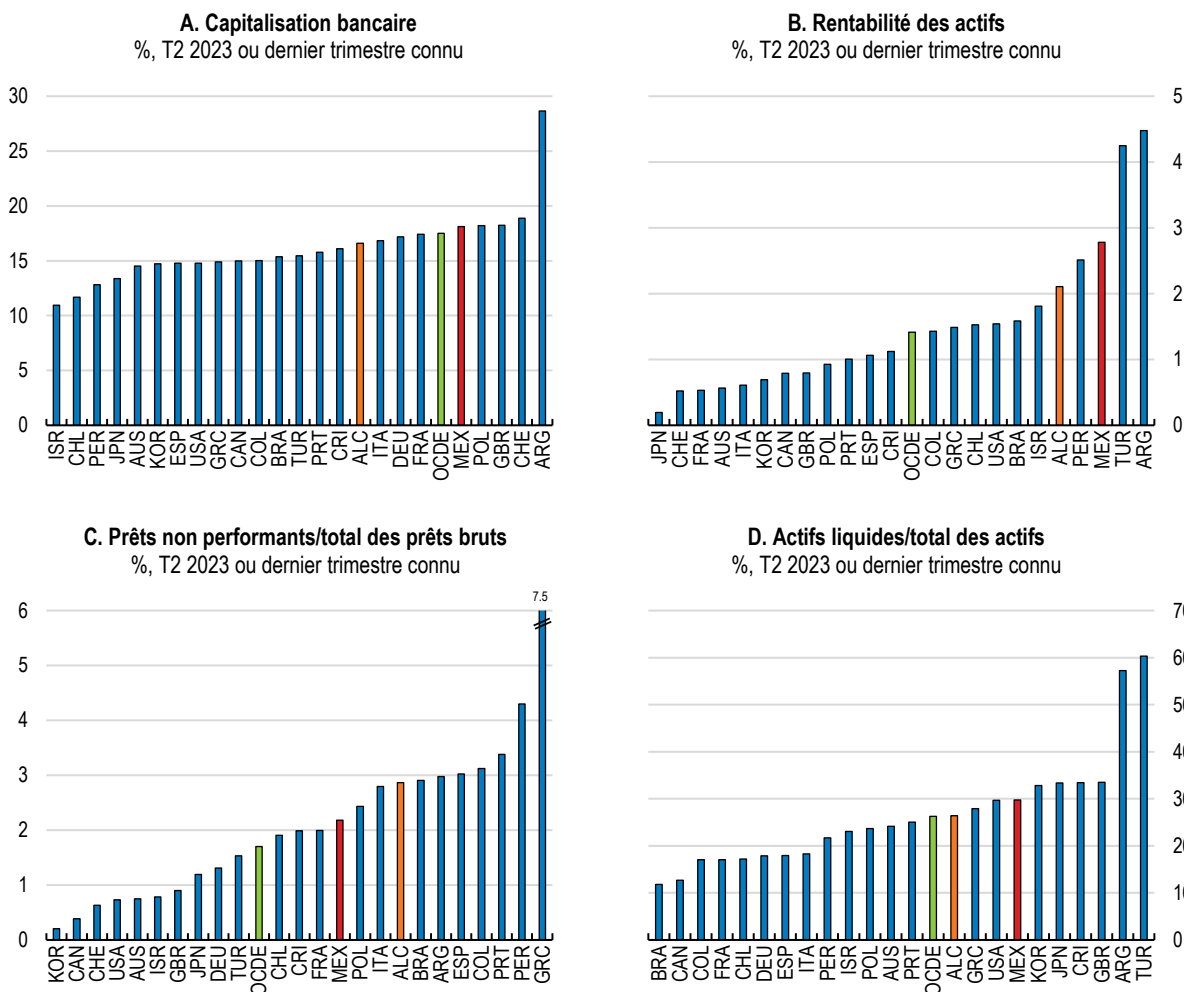 A. Capitalisation bancaire
%, T2 2023 ou dernier trimestre connu
30
25
20
15
10
5
0
ISR CHL PER JPN AUS KOR ESP USA GRC CAN COL BRA TUR PRT CRI ALC ITA DEU FRA OCDE MEX POL GBR CHE ARG
B. Rentabilité des actifs
%, T2 2023 ou dernier trimestre connu
5
4
3
2
1
0
JPN CHE FRA AUS ITA KOR CAN GBR POL PRT ESP CRI OCDE COL GRC CHL USA BRA ISR ALC PER MEX TUR ARG
C. Prêts non performants/total des prêts bruts
%, T2 2023 ou dernier trimestre connu
7.5
6
5
4
3
2
1
0
KOR CAN CHE USA AUS ISR GBR JPN DEU TUR OCDE CHL CRI FRA MEX POL ITA ALC BRA ARG ESP COL PRT PER GRC
D. Actifs liquides/total des actifs
%, T2 2023 ou dernier trimestre connu
70
60
50
40
30
20
10
0
BRA CAN COL FRA CHL DEU ESP ITA PER ISR POL AUS PRT OCDE ALC GRC USA MEX KOR JPN CRI GBR ARG TUR